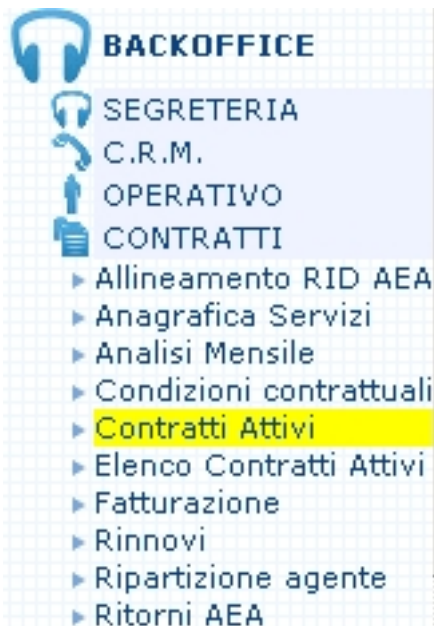 BACKOFFICE
SEGRETERIA
C.R.M.
OPERATIVO
CONTRATTI
Allineamento RID AEA
Anagrafica Servizi
Analisi Mensile
Condizioni contrattuali
Contratti Attivi
Elenco Contratti Attivi
Fatturazione
Rinnovi
Ripartizione agente
Ritorni AEA